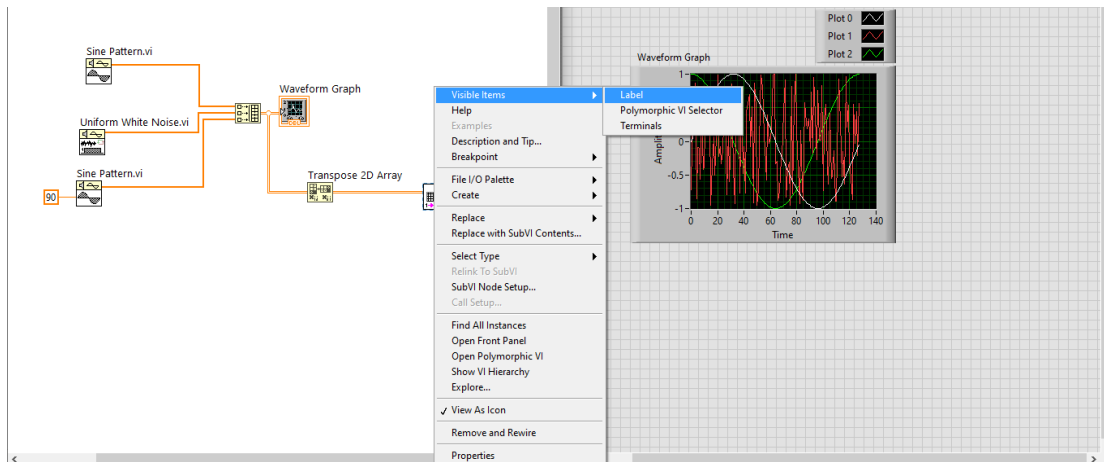 Sine Pattern.vi
Uniform White Noise.vi
Sine Pattern.vi
90
Waveform Graph
DBL
Transpose 2D Array
Visible Items
Help
Examples
Description and Tip...
Breakpoint
File I/O Palette
Create
Replace
Replace with SubVI Contents...
Select Type
Relink To SubVI
SubVI Node Setup...
Call Setup...
Find All Instances
Open Front Panel
Open Polymorphic VI
Show VI Hierarchy
Explore...
View As Icon
Remove and Rewire
Properties
Label
Polymorphic VI Selector
Terminals
Plot 0
Plot 1
Plot 2
Waveform Graph
1-
0-
-0.5-
-1-
0 20 40 60 80 100 120 140
Time